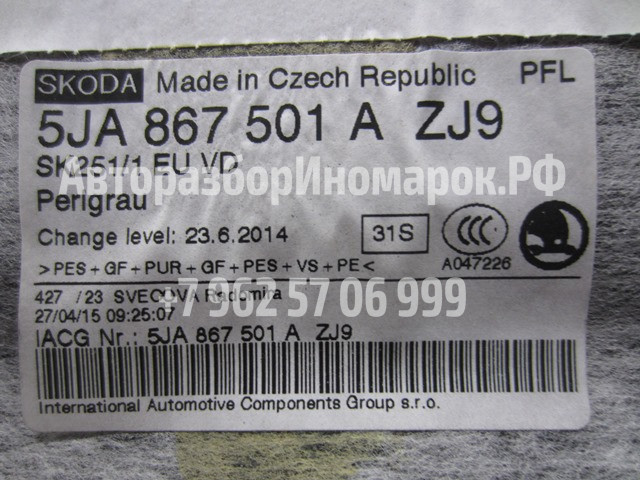 SKODA Made in Czech Republic PFL
5JA 867 501 A ZJ9
SK251/1 EU VD
АвторазборИномарок.РФ
Perigrau
Change level: 23.6.2014 31S CCC A047226
>PES+GF+PUR+GF+PES+VS+PE<
427 /23 SVECOVA Radomira
+7 962 57 06 999
27/04/15 09:25:07
IACG Nr.: 5JA 867 501 A ZJ9
International Automotive Components Group s.r.o.